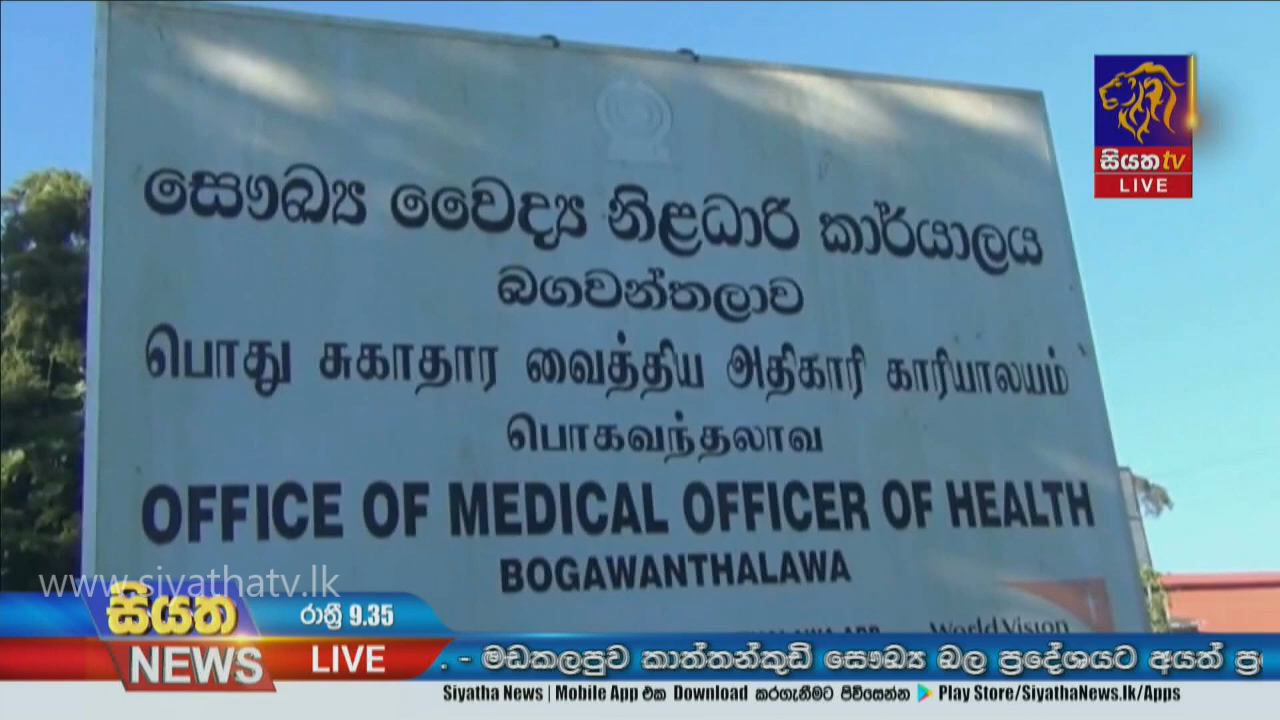 සෞඛ්‍ය වෛද්‍ය නිළධාරි කාර්යාලය
බගවන්තලාව
பொது சுகாதார வைத்திய அதிகாரி காரியாலயம்
பொகவந்தலாவ
OFFICE OF MEDICAL OFFICER OF HEALTH
BOGAWANTHALAWA
World Vision
සියත tv
LIVE
www.siyathatv.lk
සියත
NEWS
රාත්‍රී 9.35
LIVE
. - මඩකලපුව කාත්තන්කුඩි සෞඛ්‍ය බල ප්‍රදේශයට අයත්
Siyatha News | Mobile App එක Download කරගැනීමට පිවිසෙන්න Play Store/SiyathaNews.lk/Apps